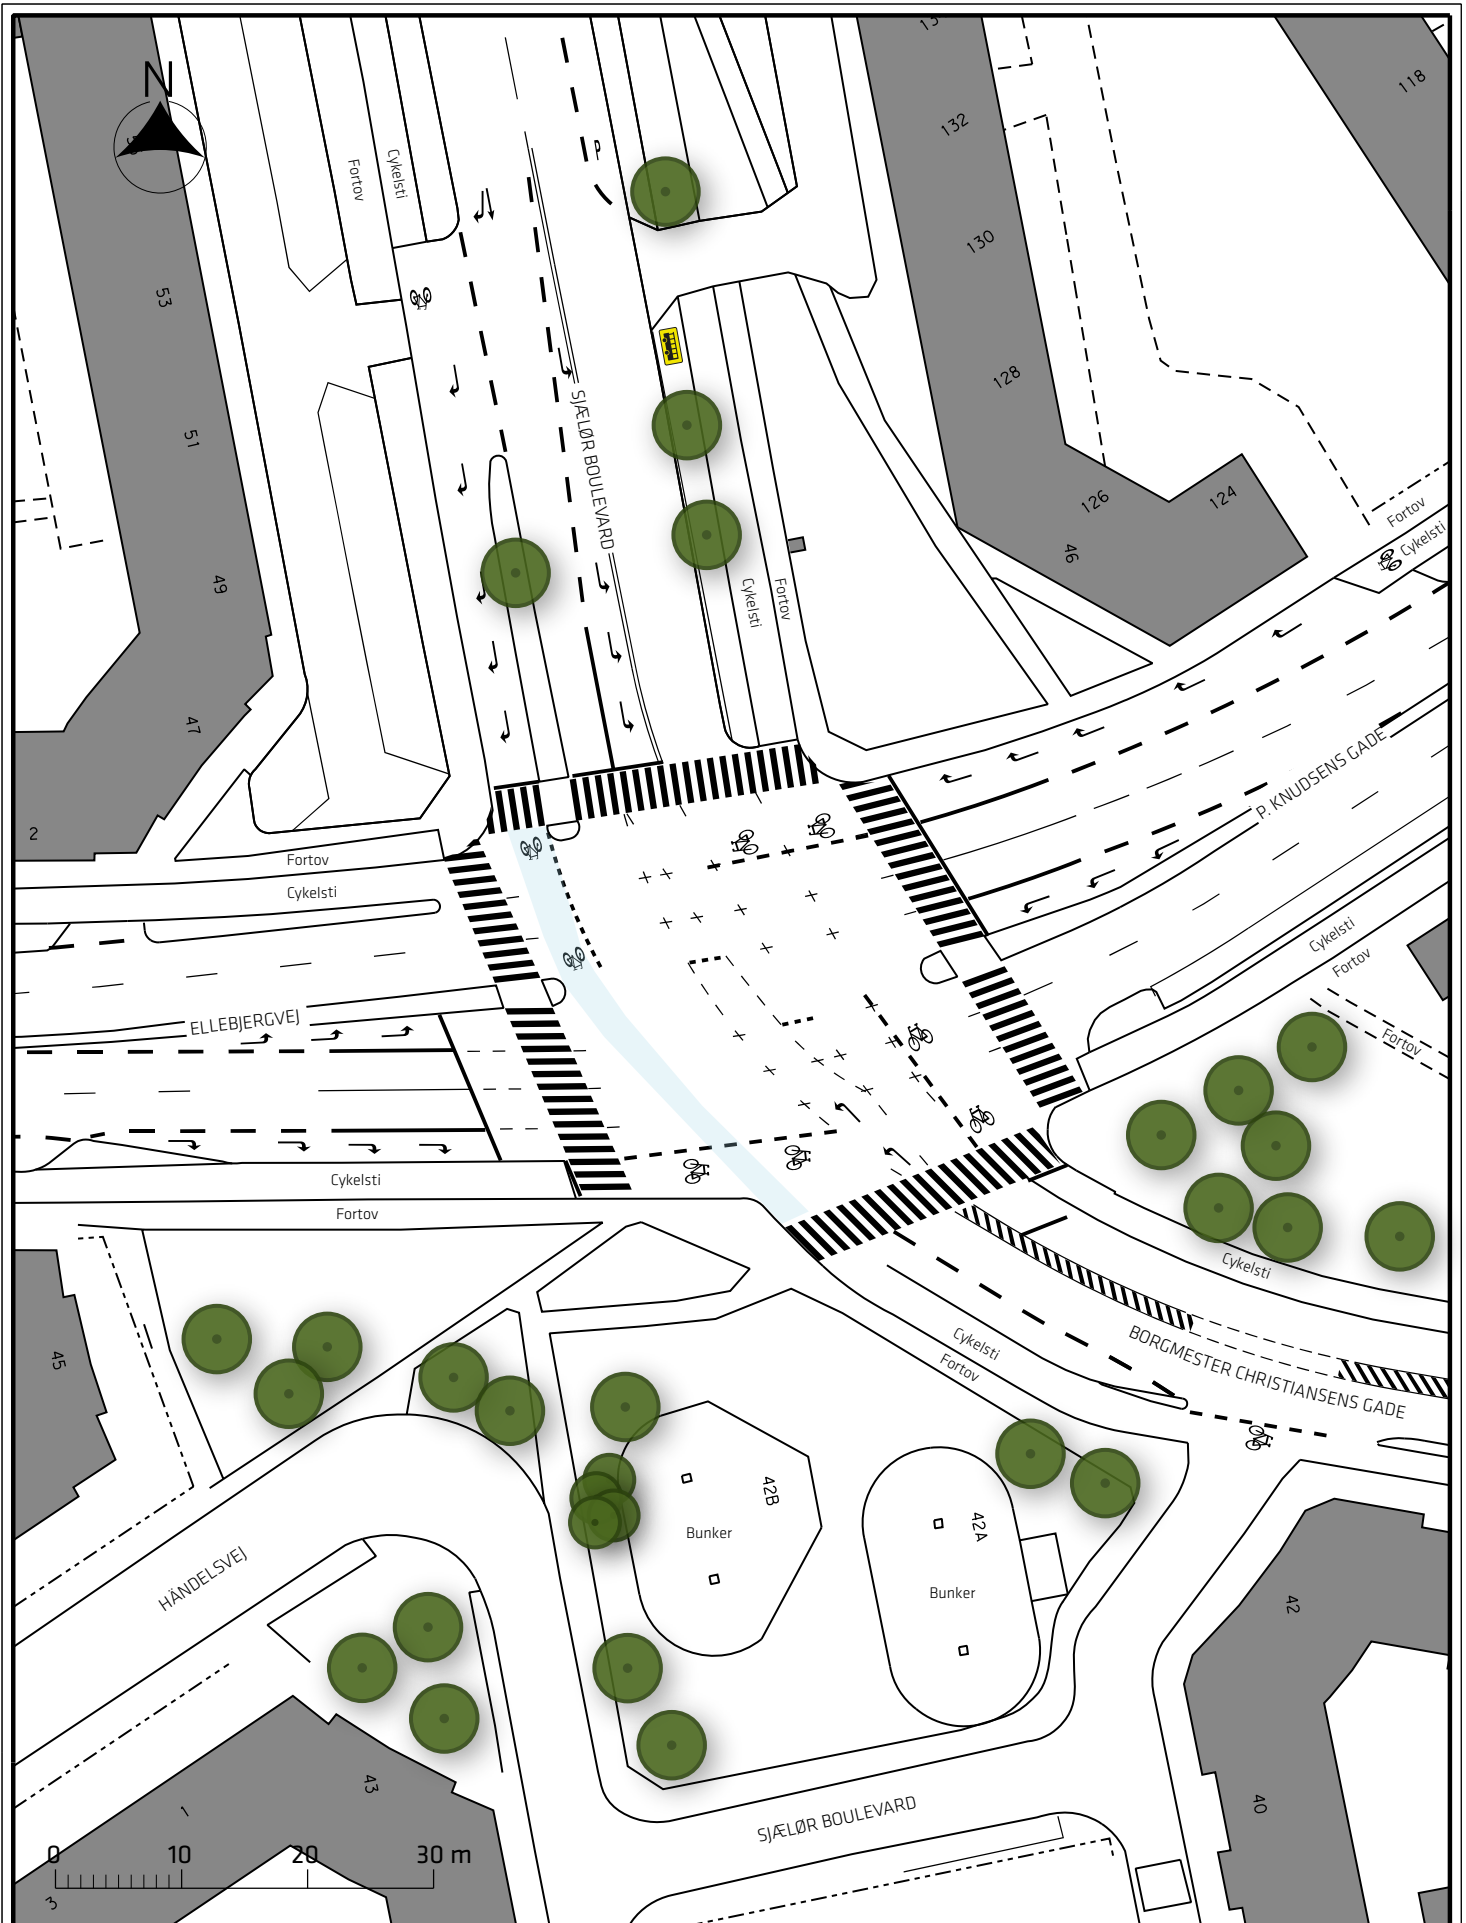 N
118
132
Fortov
Cykelsti
130
53
128
SJÆLØR BOULEVARD
51
126
124
Fortov
Cykelsti
46
49
Cykelsti
Fortov
47
P. KNUDSENS GADE
2
Fortov
Cykelsti
Cykelsti
Fortov
ELLEBJERGVEJ
Fortov
Cykelsti
Fortov
Cykelsti
BORGMESTER CHRISTIANSENS GADE
Cykelsti
Fortov
45
42B
Bunker
42A
Bunker
HÄNDELSVEJ
42
43
1
SJÆLØR BOULEVARD
40
0 10 20 30 m
3